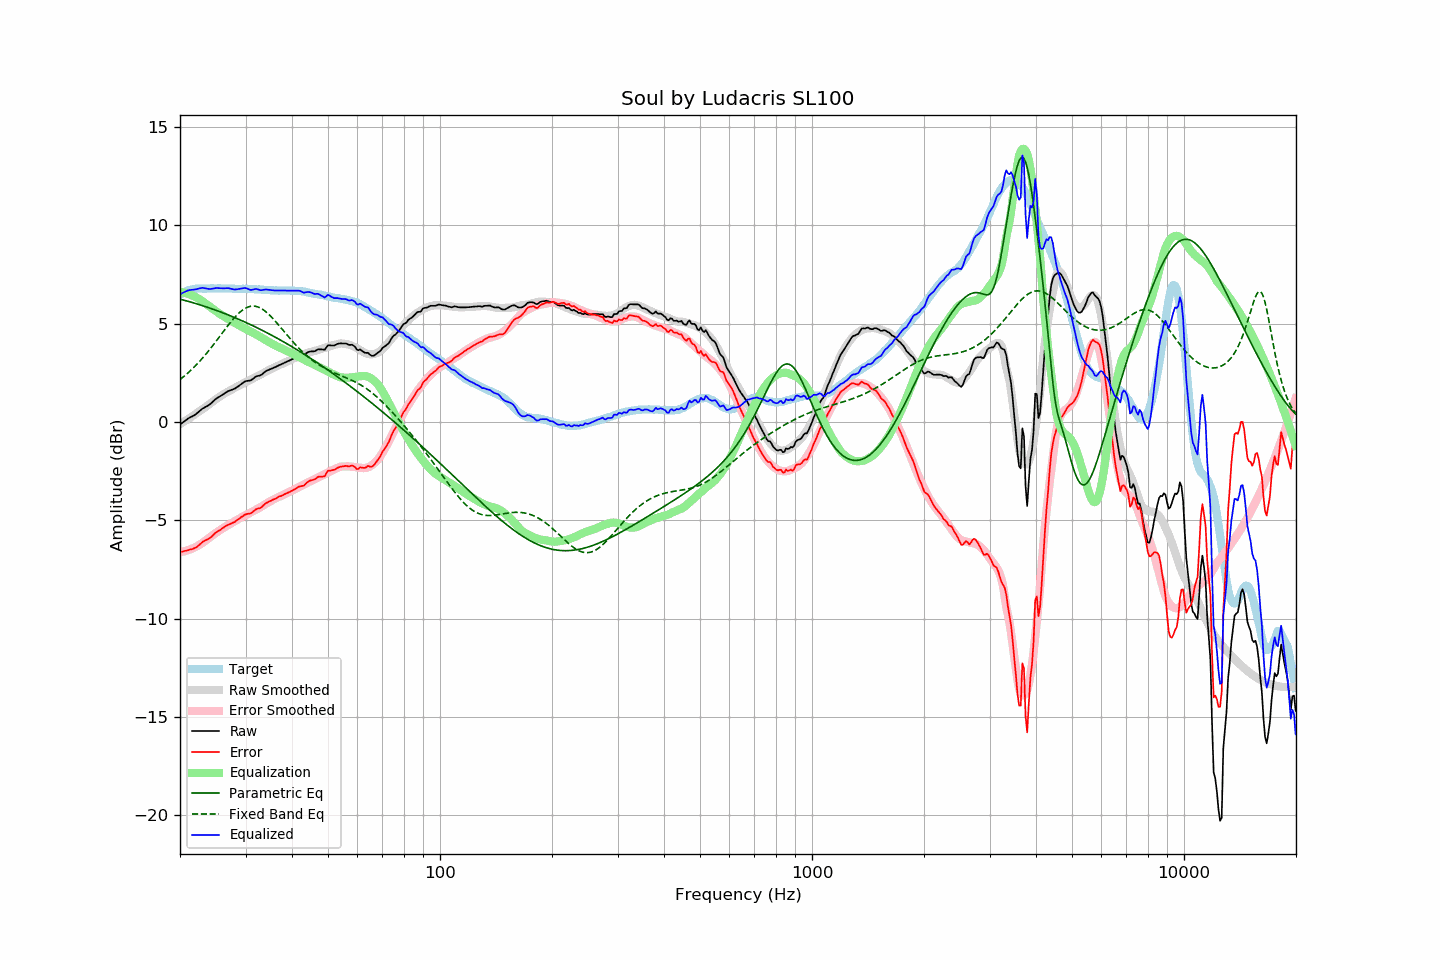 Soul by Ludacris SL100
Amplitude (dBr)
15
10
5
0
−5
−10
−15
−20
Target
Raw Smoothed
Error Smoothed
Raw
Error
Equalization
Parametric Eq
Fixed Band Eq
Equalized
100
1000
10000
Frequency (Hz)